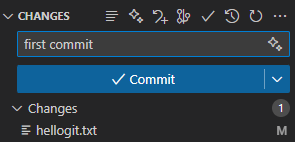 CHANGES
first commit
Commit
Changes 1
hellogit.txt M